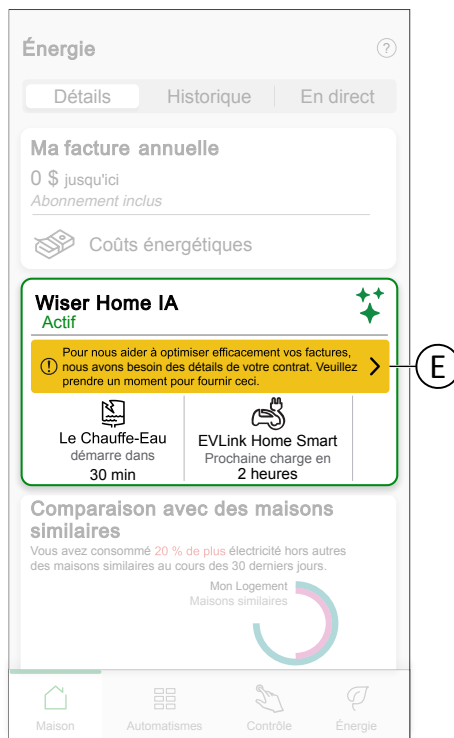 Énergie
?
Détails
Historique
En direct
Ma facture annuelle
0 $ jusqu'ici
Abonnement inclus
Coûts énergétiques
Wiser Home IA
Actif
Pour nous aider à optimiser efficacement vos factures,
nous avons besoin des détails de votre contrat. Veuillez
prendre un moment pour fournir ceci.
E
Le Chauffe-Eau
démarre dans
30 min
EVLink Home Smart
Prochaine charge en
2 heures
Comparaison avec des maisons
similaires
Vous avez consommé 20 % de plus électricité hors autres
des maisons similaires au cours des 30 derniers jours.
Mon Logement
Maisons similaires
Maison
Automatismes
Contrôle
Énergie